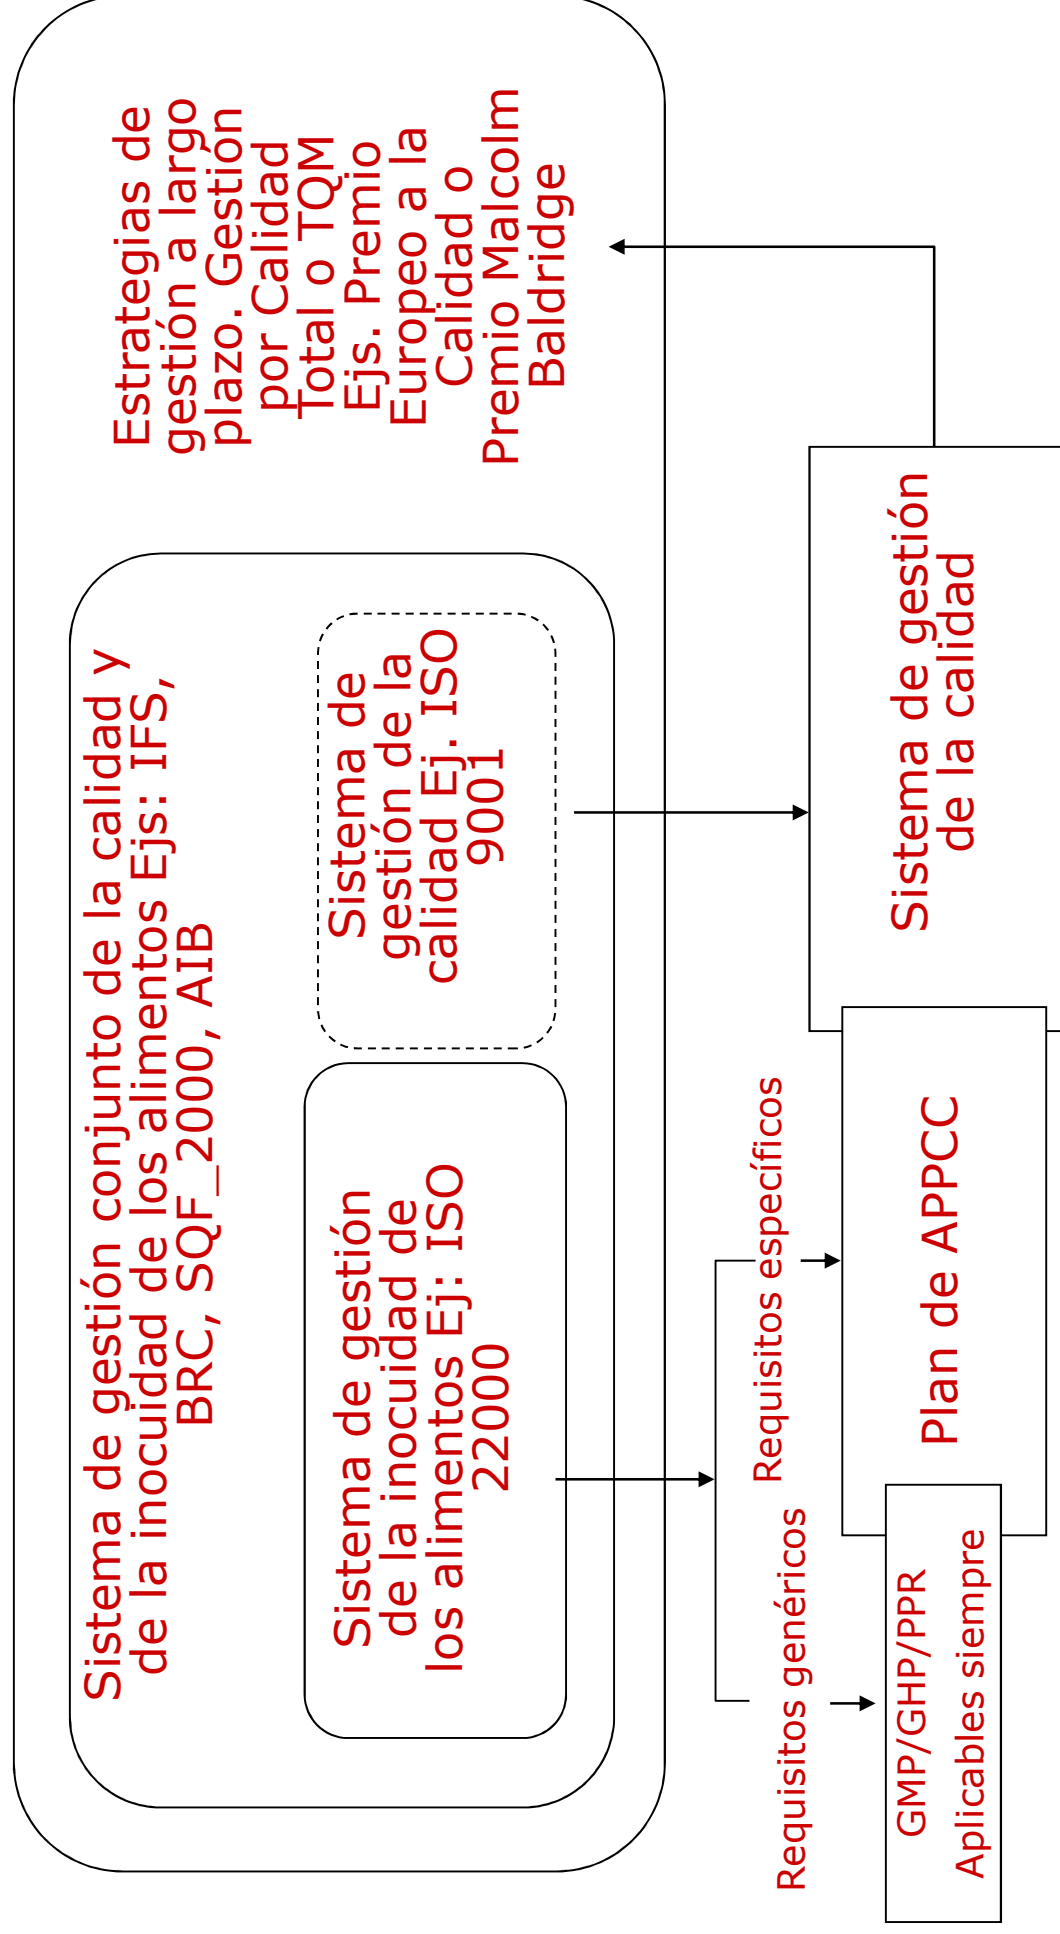 Sistema de gestión conjunto de la calidad y
de la inocuidad de los alimentos Ejs: IFS,
BRC, SQF_2000, AIB
Estrategias de
gestión a largo
plazo. Gestión
por Calidad
Total o TQM
Ejs. Premio
Europeo a la
Calidad o
Premio Malcolm
Baldridge
Sistema de gestión
de la inocuidad de
los alimentos Ej: ISO
22000
Sistema de
gestión de la
calidad Ej. ISO
9001
Requisitos genéricos
Requisitos específicos
GMP/GHP/PPR
Aplicables siempre
Plan de APPCC
Sistema de gestión
de la calidad